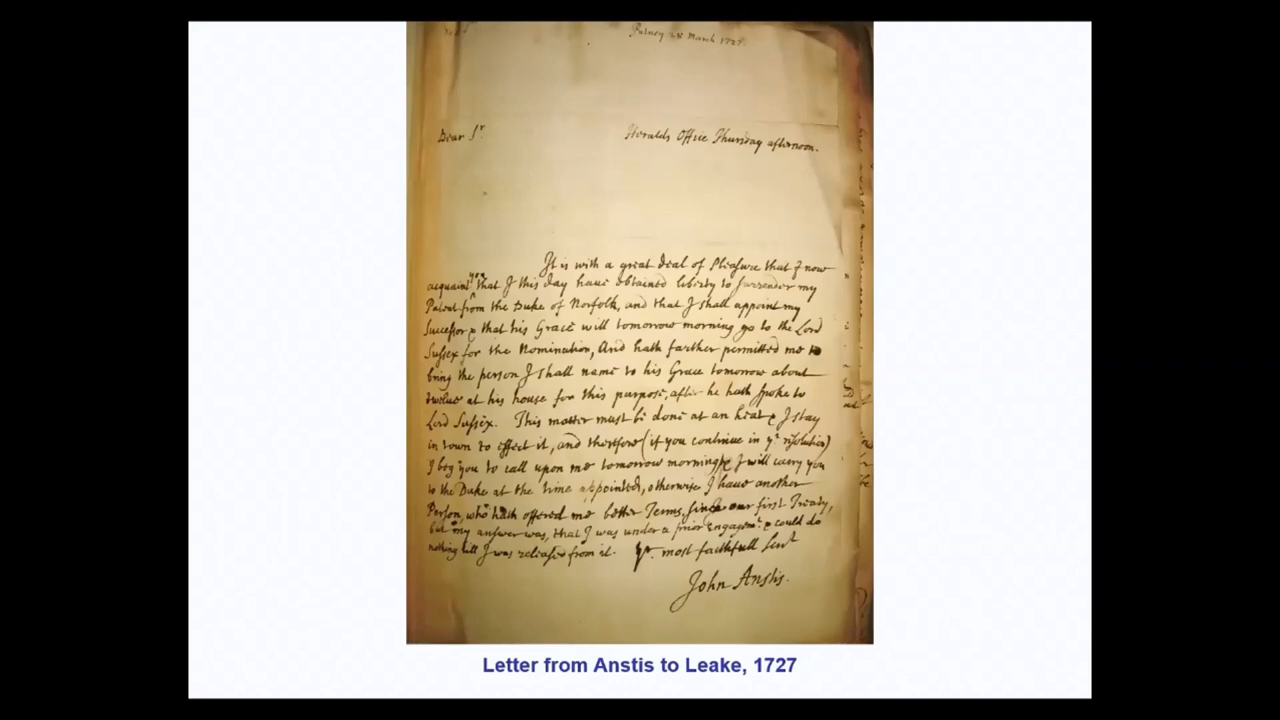 28 March 1727.
Dear Sr.
Heralds Office Thursday afternoon.
It is with a great deal of Pleasure that I now
you
acquaint that I this day have obtained liberty to surrender my
Patent from the Duke of Norfolk, and that I shall appoint my
Successor & that his Grace will tomorrow morning go to the Lord
Sussex for the Nomination, And hath farther permitted me to
bring the person I shall name to his Grace tomorrow about
twelve at his house for this purpose, after he hath spoke to
Lord Sussex. This matter must be done at an heat & I stay
in town to effect it, and therefore (if you continue in yr resolution)
I beg you to call upon me tomorrow morning & I will carry you
to the Duke at the time appointed, otherwise I have another
Person, who hath offered me better Terms, since our first Treaty,
but my answer was, that I was under a prior Engagemt. & could do
nothing till I was releases from it. Yr. most faithfull Sert
John Anstis.
Letter from Anstis to Leake, 1727